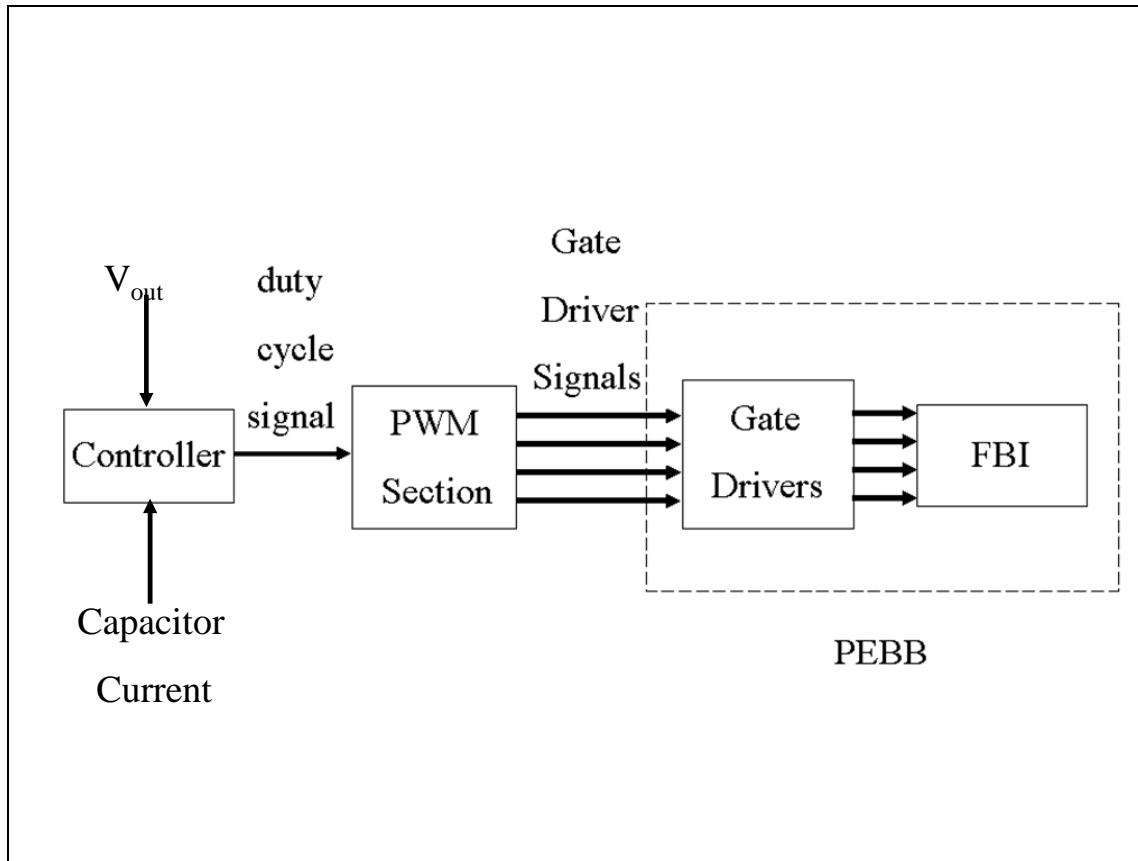 V_out
duty
cycle
signal
Gate
Driver
Signals
Controller
PWM
Section
Gate
Drivers
FBI
Capacitor
Current
PEBB